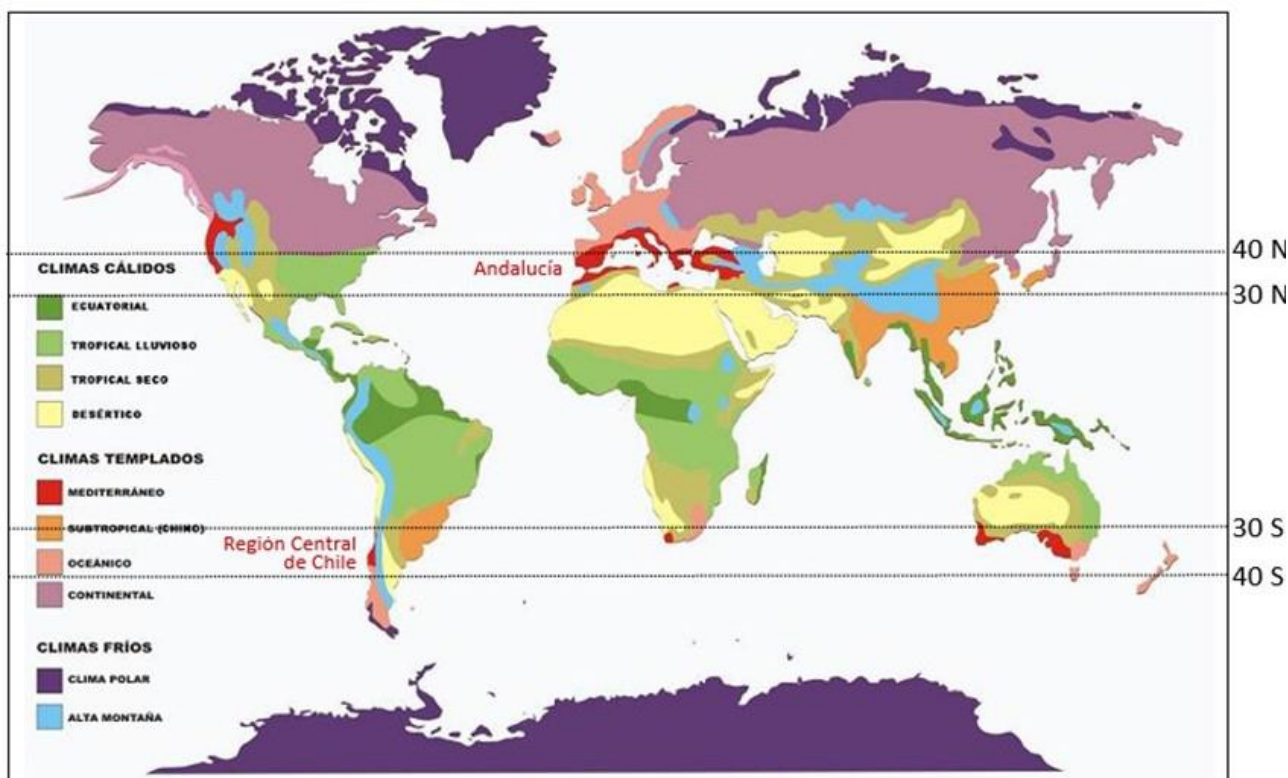 40 N
CLIMAS CÁLIDOS
Andalucía
30 N
ECUATORIAL
TROPICAL LLUVIOSO
TROPICAL SECO
DESÉRTICO
CLIMAS TEMPLADOS
MEDITERRÁNEO
SUBTROPICAL (CHINO)
30 S
Región Central
de Chile
OCEÁNICO
40 S
CONTINENTAL
CLIMAS FRÍOS
CLIMA POLAR
ALTA MONTAÑA